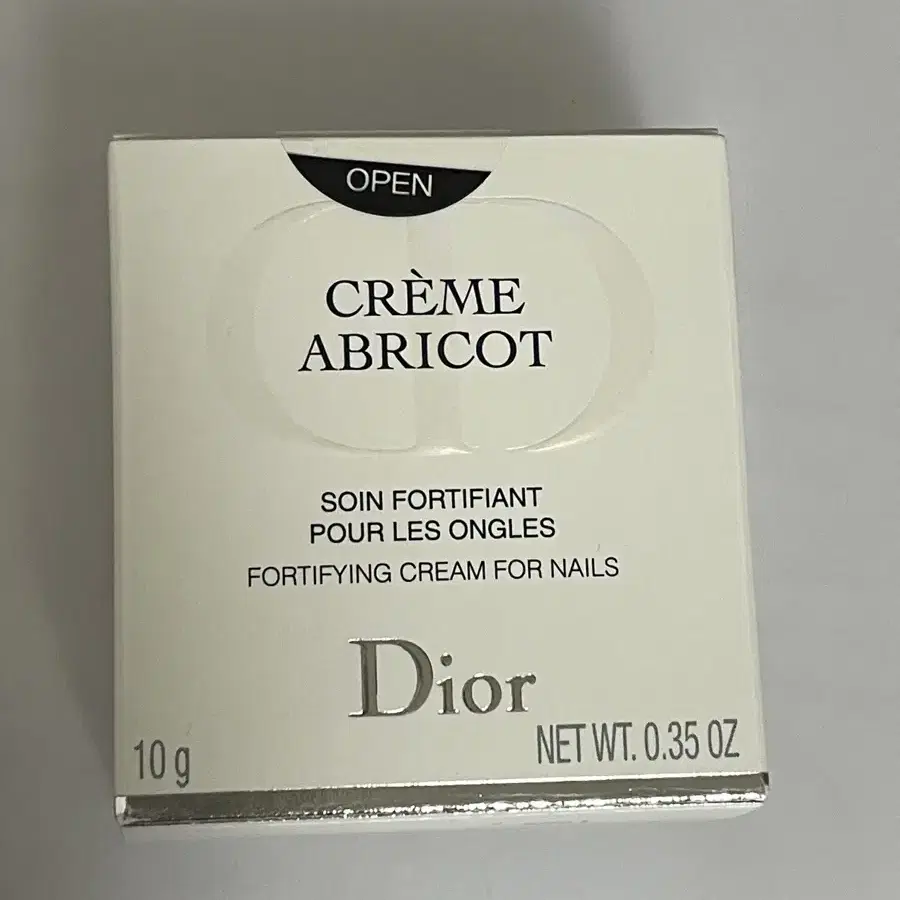 OPEN
CRÈME
ABRICOT
SOIN FORTIFIANT
POUR LES ONGLES
FORTIFYING CREAM FOR NAILS
Dior
10 g
NET WT. 0.35 OZ